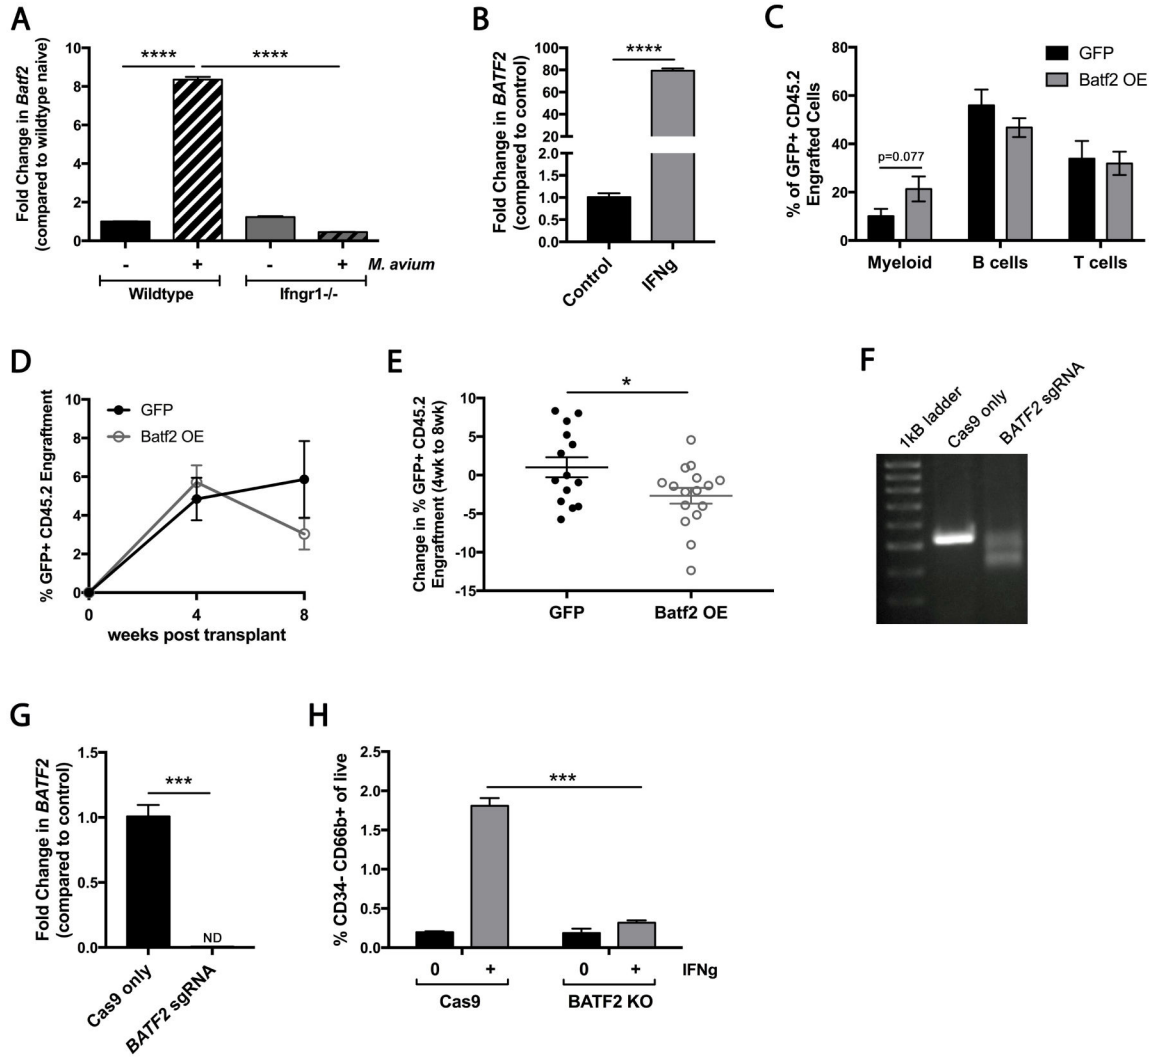 A
Fold Change in Batf2
(compared to wildtype naive)
10
8
6
4
2
0
****
****
- + - + M. avium
Wildtype Ifngr1-/-
B
Fold Change in BATF2
(compared to control)
100
80
60
40
20
2.0
1.5
1.0
0.5
0.0
****
Control
IFNg
C
% of GFP+ CD45.2
Engrafted Cells
80
60
40
20
0
p=0.077
GFP
Batf2 OE
Myeloid B cells T cells
D
% GFP+ CD45.2 Engraftment
10
8
6
4
2
0
GFP
Batf2 OE
0 4 8
weeks post transplant
E
Change in % GFP+ CD45.2
Engraftment (4wk to 8wk)
10
5
0
-5
-10
-15
*
GFP Batf2 OE
F
1kB ladder
Cas9 only
BATF2 sgRNA
G
Fold Change in BATF2
(compared to control)
1.5
1.0
0.5
0.0
***
ND
Cas9 only
BATF2 sgRNA
H
% CD34- CD66b+ of live
2.5
2.0
1.5
1.0
0.5
0.0
***
0 + 0 + IFNg
Cas9 BATF2 KO